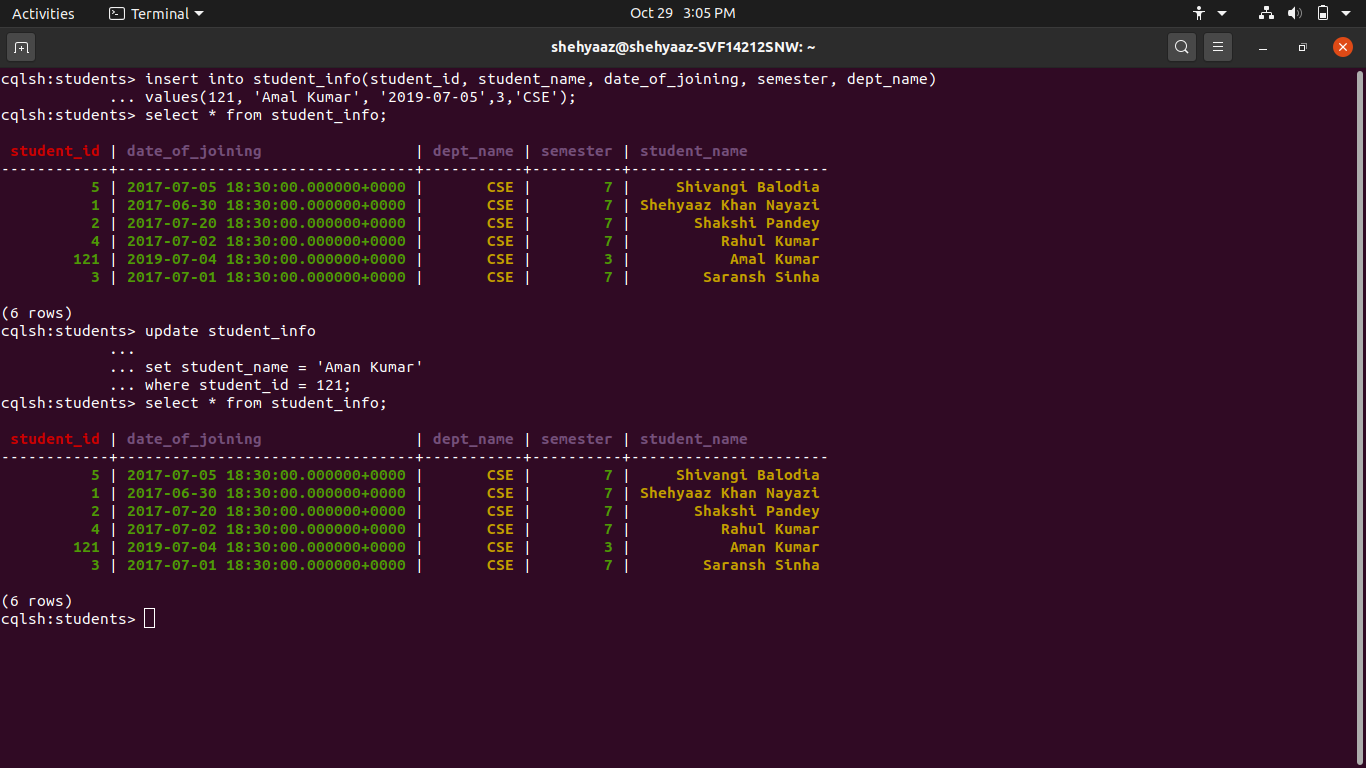 Activities Terminal Oct 29 3:05 PM
shehyaaz@shehyaaz-SVF14212SNW: ~
cqlsh:students> insert into student_info(student_id, student_name, date_of_joining, semester, dept_name)
            ... values(121, 'Amal Kumar', '2019-07-05',3,'CSE');
cqlsh:students> select * from student_info;
 student_id | date_of_joining                 | dept_name | semester | student_name
------------+---------------------------------+-----------+----------+----------------------
          5 | 2017-07-05 18:30:00.000000+0000 |       CSE |        7 |     Shivangi Balodia
          1 | 2017-06-30 18:30:00.000000+0000 |       CSE |        7 | Shehyaaz Khan Nayazi
          2 | 2017-07-20 18:30:00.000000+0000 |       CSE |        7 |       Shakshi Pandey
          4 | 2017-07-02 18:30:00.000000+0000 |       CSE |        7 |          Rahul Kumar
        121 | 2019-07-04 18:30:00.000000+0000 |       CSE |        3 |           Amal Kumar
          3 | 2017-07-01 18:30:00.000000+0000 |       CSE |        7 |        Saransh Sinha
(6 rows)
cqlsh:students> update student_info
            ...
            ... set student_name = 'Aman Kumar'
            ... where student_id = 121;
cqlsh:students> select * from student_info;
 student_id | date_of_joining                 | dept_name | semester | student_name
------------+---------------------------------+-----------+----------+----------------------
          5 | 2017-07-05 18:30:00.000000+0000 |       CSE |        7 |     Shivangi Balodia
          1 | 2017-06-30 18:30:00.000000+0000 |       CSE |        7 | Shehyaaz Khan Nayazi
          2 | 2017-07-20 18:30:00.000000+0000 |       CSE |        7 |       Shakshi Pandey
          4 | 2017-07-02 18:30:00.000000+0000 |       CSE |        7 |          Rahul Kumar
        121 | 2019-07-04 18:30:00.000000+0000 |       CSE |        3 |           Aman Kumar
          3 | 2017-07-01 18:30:00.000000+0000 |       CSE |        7 |        Saransh Sinha
(6 rows)
cqlsh:students>